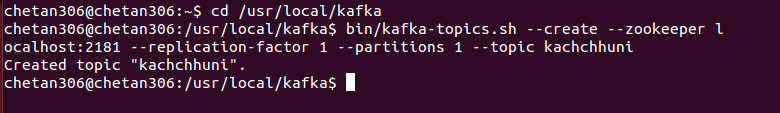 chetan306@chetan306:~$ cd /usr/local/kafka
chetan306@chetan306:/usr/local/kafka$ bin/kafka-topics.sh --create --zookeeper l
ocalhost:2181 --replication-factor 1 --partitions 1 --topic kachchhuni
Created topic "kachchhuni".
chetan306@chetan306:/usr/local/kafka$